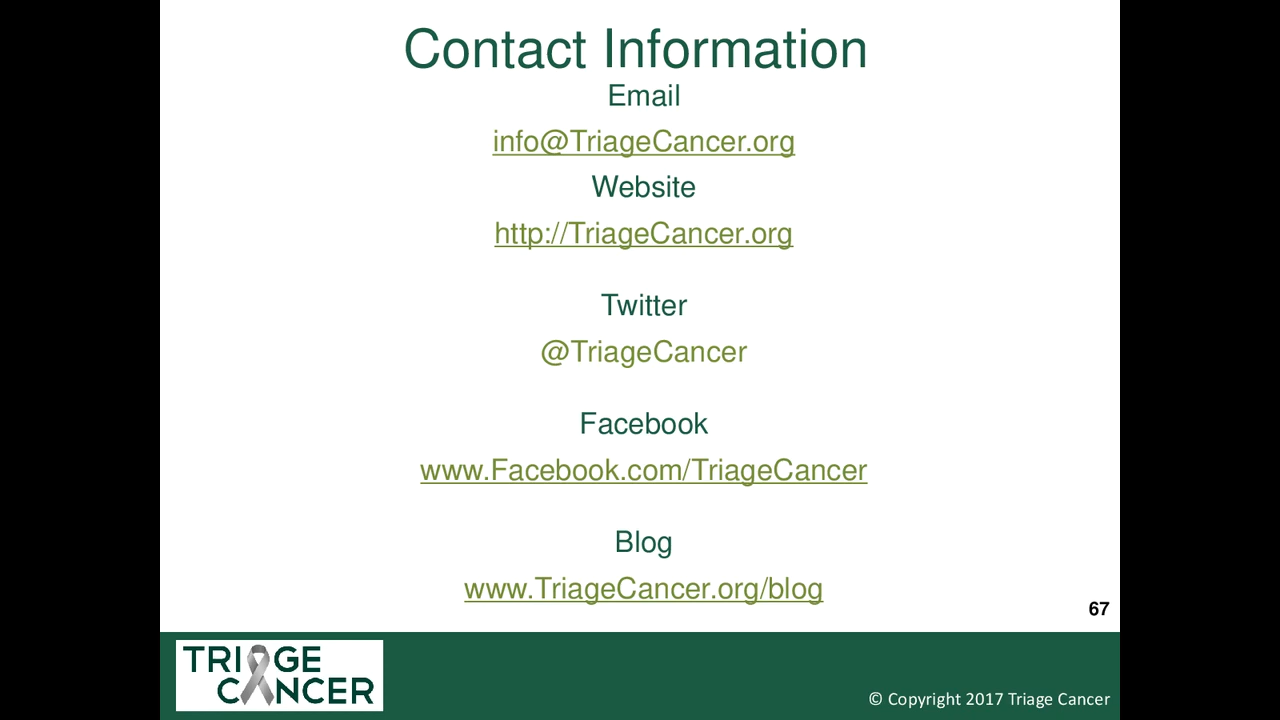 Contact Information
Email
info@TriageCancer.org
Website
http://TriageCancer.org
Twitter
@TriageCancer
Facebook
www.Facebook.com/TriageCancer
Blog
www.TriageCancer.org/blog
67
TRIAGE
CANCER
© Copyright 2017 Triage Cancer